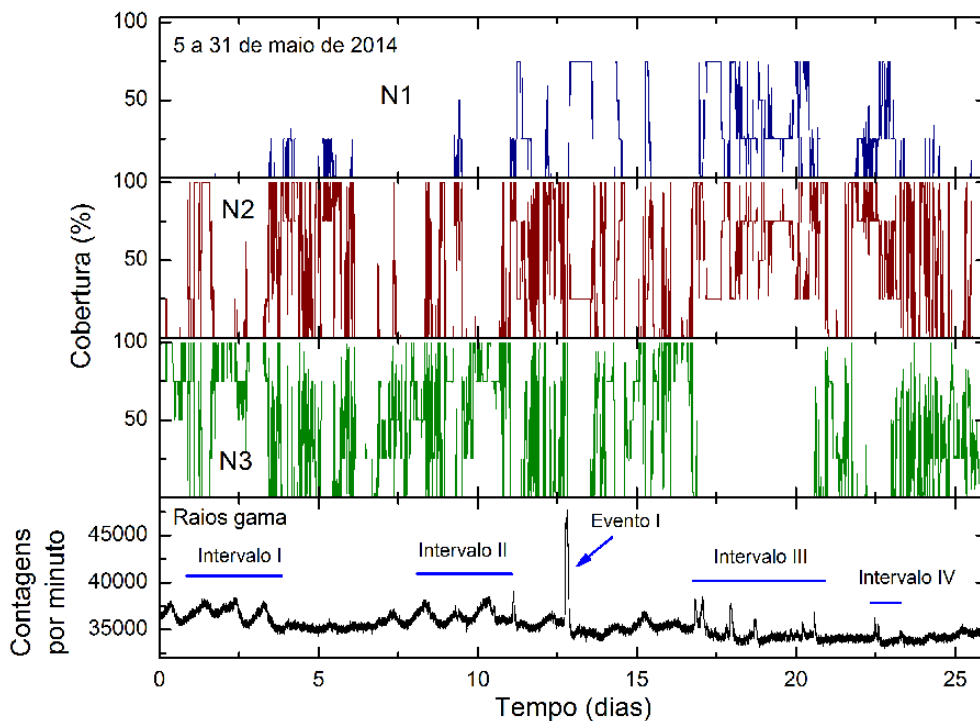 100
5 a 31 de maio de 2014
N1
50
100
N2
50
100
50
N3
Cobertura (%)
Raios gama
45000
Evento I
Intervalo I
Intervalo II
Intervalo III
40000
Intervalo IV
35000
Contagens
por minuto
0 5 10 15 20 25
Tempo (dias)